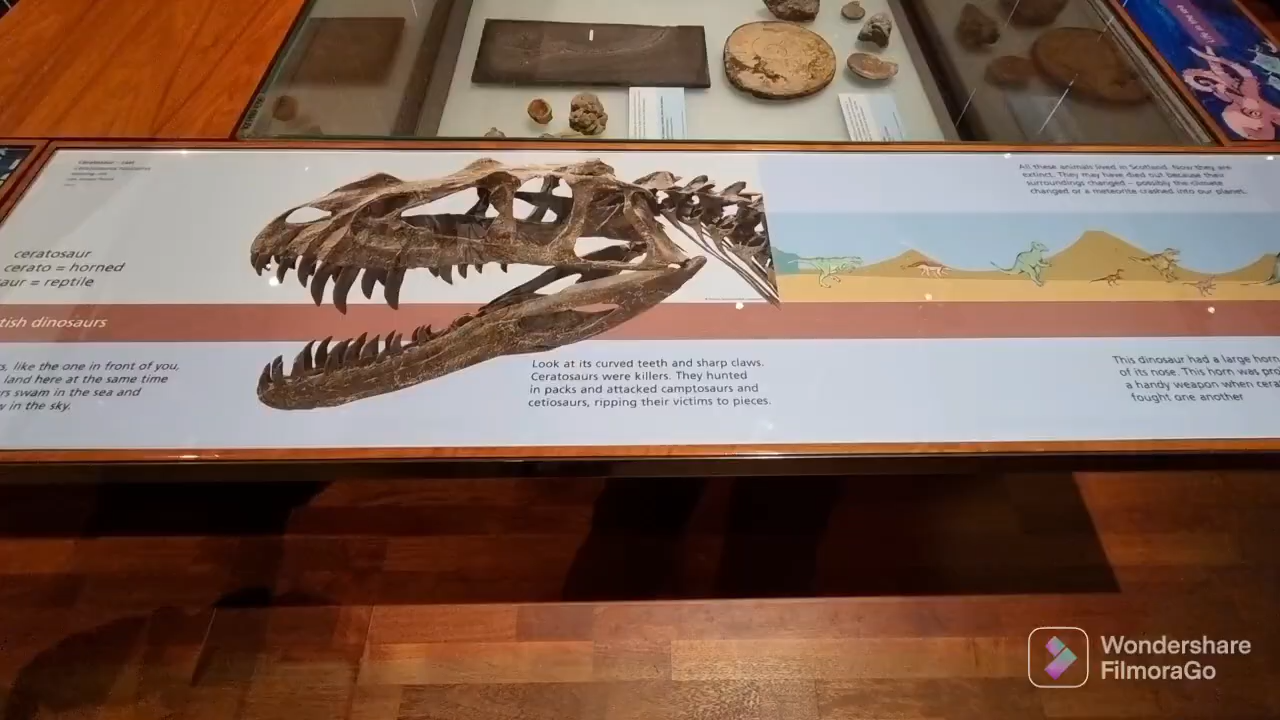 ceratosaur
cerato = horned
aur = reptile
tish dinosaurs
s, like the one in front of you,
land here at the same time
rs swam in the sea and
w in the sky.
Look at its curved teeth and sharp claws.
Ceratosaurs were killers. They hunted
in packs and attacked camptosaurs and
cetiosaurs, ripping their victims to pieces.
All these animals lived in Scotland. Now they are
extinct. They may have died out because their
surroundings changed – possibly the climate
changed or a meteorite crashed into our planet.
This dinosaur had a large horn
of its nose. This horn was pro
a handy weapon when cera
fought one another
Wondershare
FilmoraGo